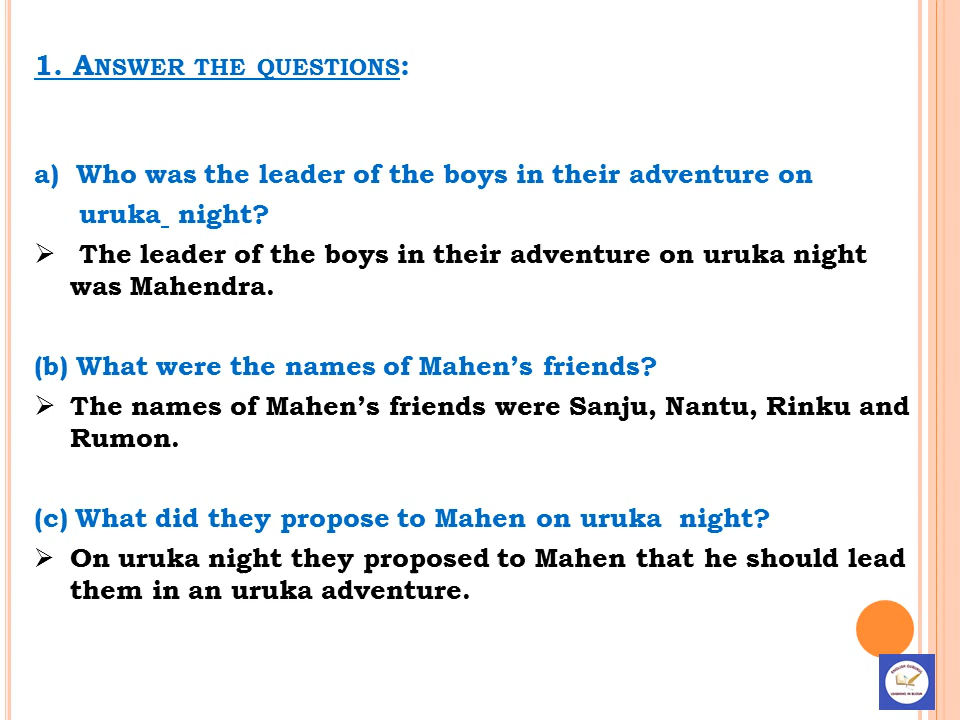 1. ANSWER THE QUESTIONS:
a) Who was the leader of the boys in their adventure on
uruka_ night?
➢ The leader of the boys in their adventure on uruka night
was Mahendra.
(b) What were the names of Mahen’s friends?
➢ The names of Mahen’s friends were Sanju, Nantu, Rinku and
Rumon.
(c) What did they propose to Mahen on uruka night?
➢ On uruka night they proposed to Mahen that he should lead
them in an uruka adventure.